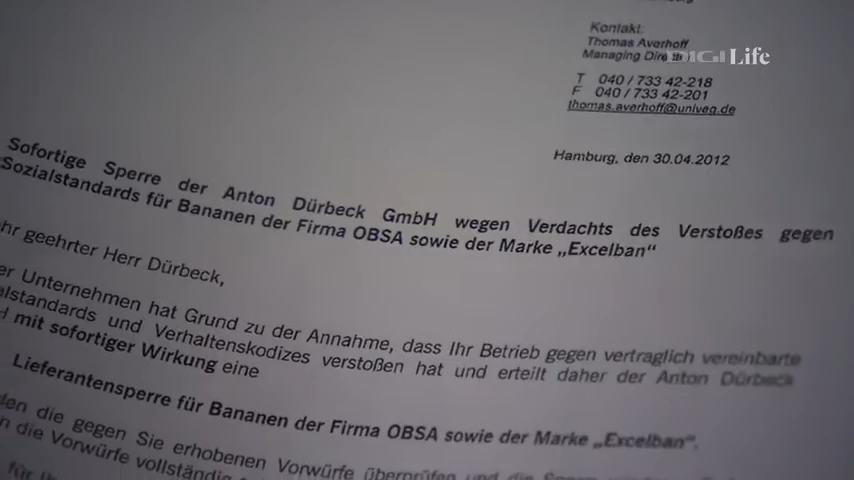 Kontakt:
Thomas Averhoff
Managing Director
DIGI Life
T 040 / 733 42-218
F 040 / 733 42-201
thomas.averhoff@univeg.de
Hamburg, den 30.04.2012
Sofortige Sperre der Anton Dürbeck GmbH wegen Verdachts des Verstoßes gegen
Sozialstandards für Bananen der Firma OBSA sowie der Marke „Excelban“
hr geehrter Herr Dürbeck,
er Unternehmen hat Grund zu der Annahme, dass Ihr Betrieb gegen vertraglich vereinbarte
alstandards und Verhaltenskodizes verstoßen hat und erteilt daher der Anton Dürbeck
H mit sofortiger Wirkung eine
Lieferantensperre für Bananen der Firma OBSA sowie der Marke „Excelban“.
den die gegen Sie erhobenen Vorwürfe überprüfen und die
n die Vorwürfe vollständig
für